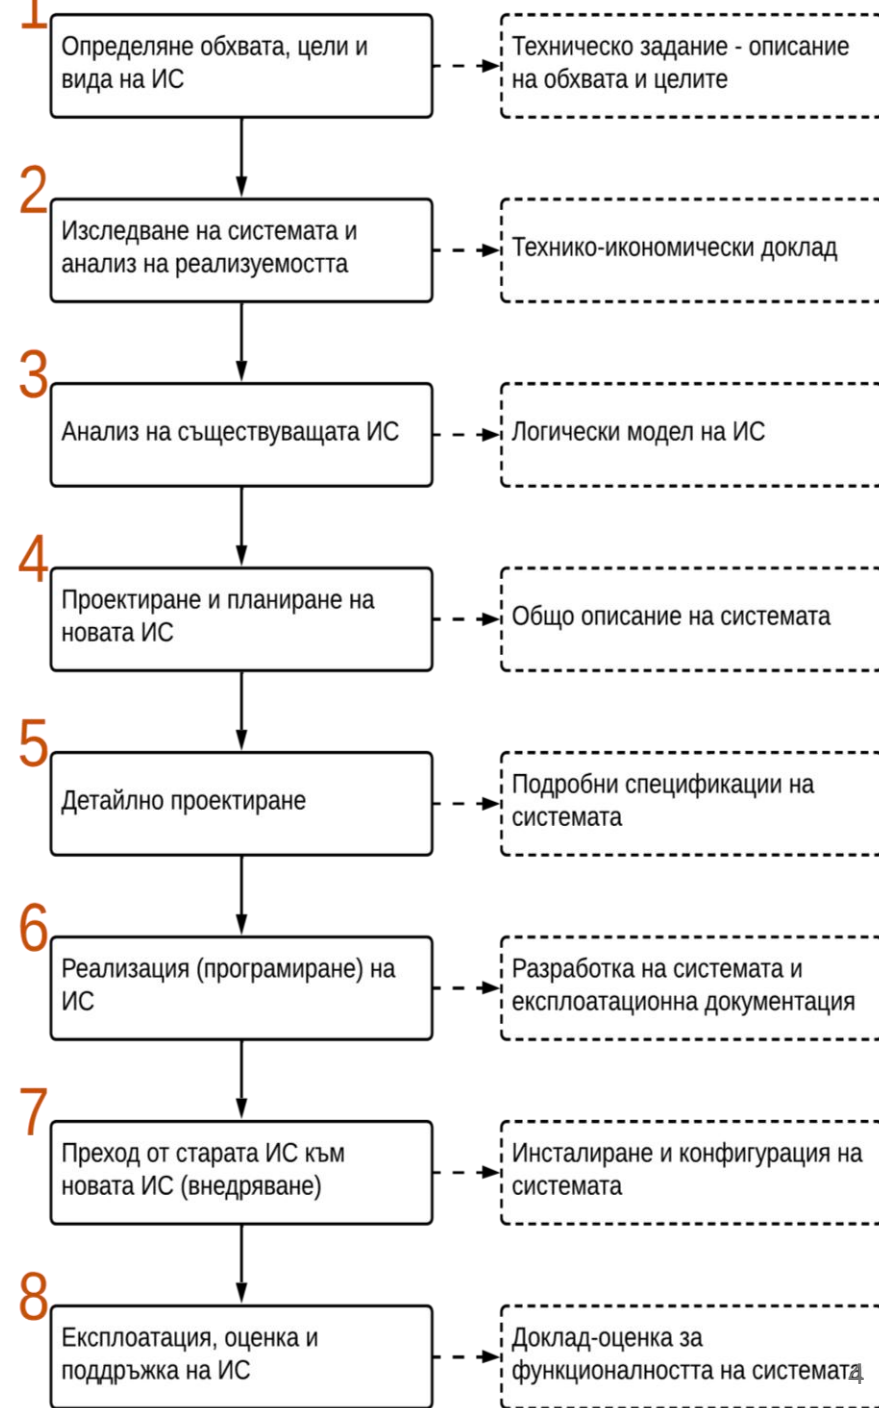 1
Определяне обхвата, цели и
вида на ИС
Техническо задание - описание
на обхвата и целите
2
Изследване на системата и
анализ на реализуемостта
Технико-икономически доклад
3
Анализ на съществуващата ИС
Логически модел на ИС
4
Проектиране и планиране на
новата ИС
Общо описание на системата
5
Детайлно проектиране
Подробни спецификации на
системата
6
Реализация (програмиране) на
ИС
Разработка на системата и
експлоатационна документация
7
Преход от старата ИС към
новата ИС (внедряване)
Инсталиране и конфигурация на
системата
8
Експлоатация, оценка и
поддръжка на ИС
Доклад-оценка за
функционалността на системата
4